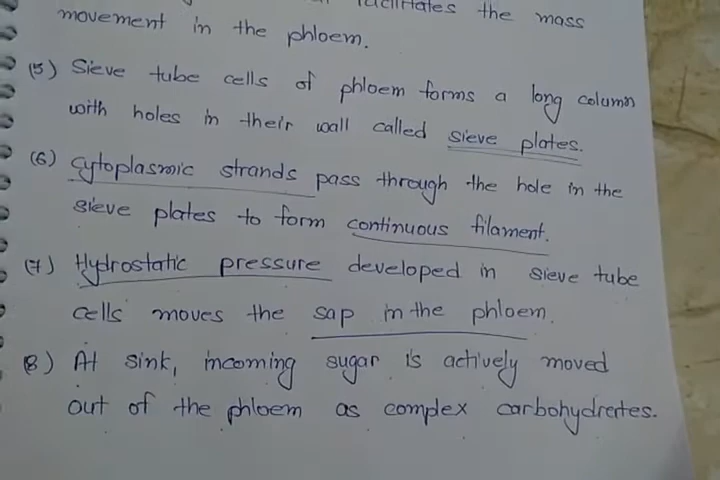 facilitates the mass
movement in the phloem.
(5) Sieve tube cells of phloem forms a long column
with holes in their wall called sieve plates.
(6) Cytoplasmic strands pass through the hole in the
sieve plates to form continuous filament.
(7) Hydrostatic pressure developed in sieve tube
cells moves the sap in the phloem.
(8) At sink, incoming sugar is actively moved
out of the phloem as complex carbohydrates.